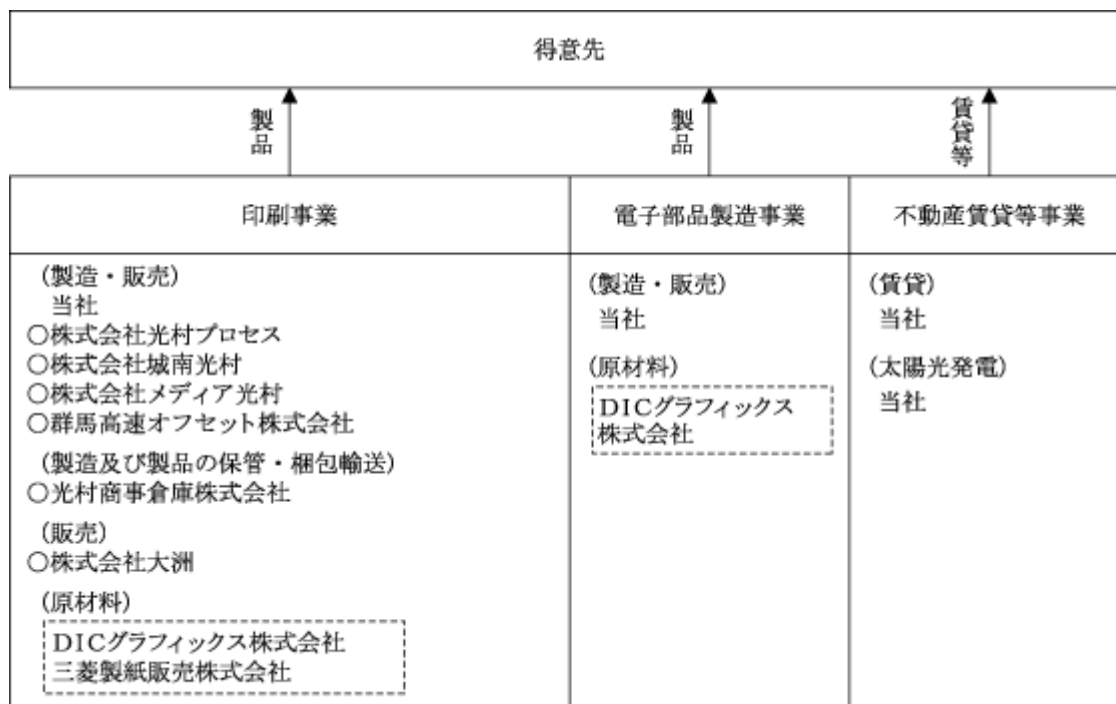 得意先
製品
製品
賃貸等
印刷事業
(製造・販売)
当社
○株式会社光村プロセス
○株式会社城南光村
○株式会社メディア光村
○群馬高速オフセット株式会社
(製造及び製品の保管・梱包輸送)
○光村商事倉庫株式会社
(販売)
○株式会社大洲
(原材料)
DICグラフィックス株式会社
三菱製紙販売株式会社
電子部品製造事業
(製造・販売)
当社
(原材料)
DICグラフィックス
株式会社
不動産賃貸等事業
(賃貸)
当社
(太陽光発電)
当社